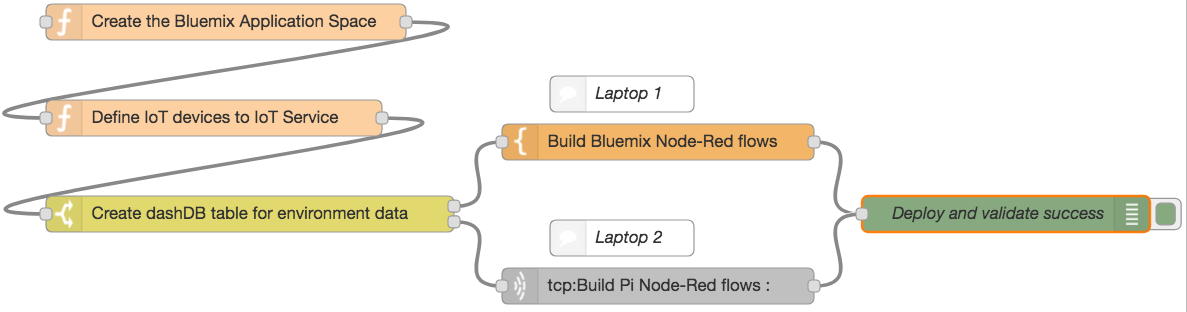 Create the Bluemix Application Space
Define IoT devices to IoT Service
Create dashDB table for environment data
Laptop 1
Build Bluemix Node-Red flows
Laptop 2
tcp:Build Pi Node-Red flows :
Deploy and validate success